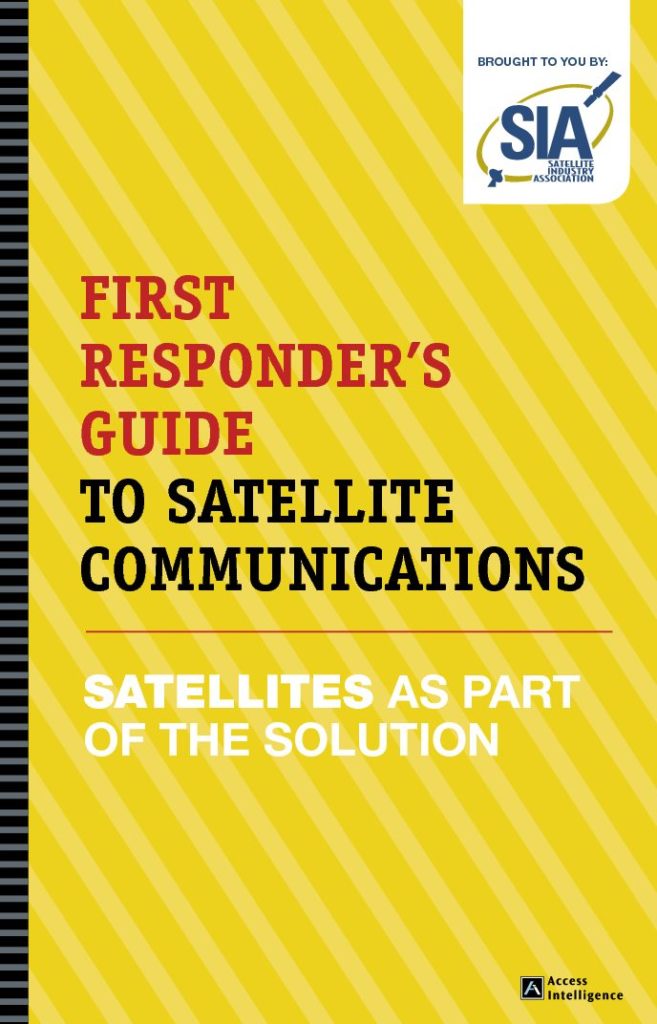 BROUGHT TO YOU BY:
SIA
SATELLITE
INDUSTRY
ASSOCIATION
FIRST
RESPONDER'S
GUIDE
TO SATELLITE
COMMUNICATIONS
SATELLITES AS PART
OF THE SOLUTION
Access
Intelligence